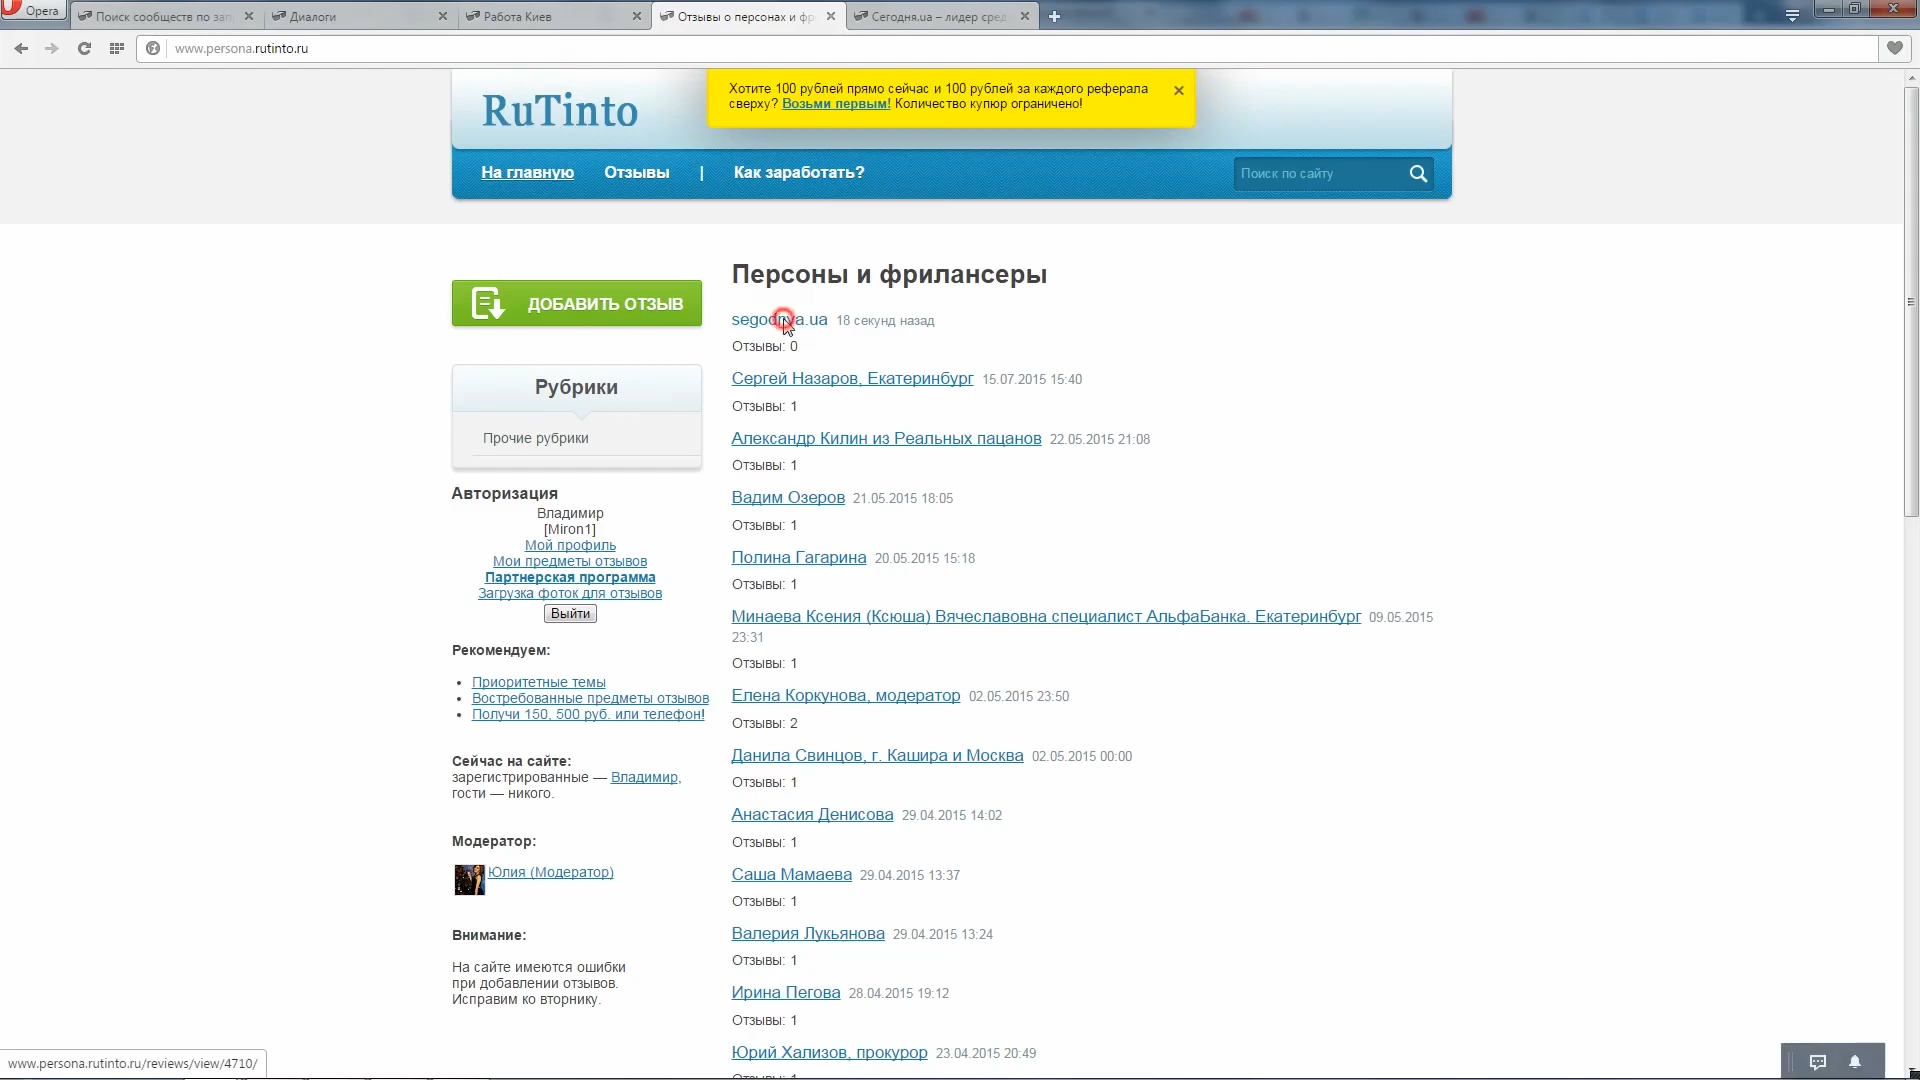 Opera
Поиск сообществ по зап
Диалоги
Работа Киев
Отзывы о персонах и фр
Сегодня.ua – лидер сред
www.persona.rutinto.ru
Хотите 100 рублей прямо сейчас и 100 рублей за каждого реферала
сверху? Возьми первым! Количество купюр ограничено!
RuTinto
На главную Отзывы | Как заработать?
Поиск по сайту
Персоны и фрилансеры
ДОБАВИТЬ ОТЗЫВ
Рубрики
Прочие рубрики
Авторизация
Владимир
[Miron1]
Мой профиль
Мои предметы отзывов
Партнерская программа
Загрузка фоток для отзывов
Выйти
Рекомендуем:
Приоритетные темы
Востребованные предметы отзывов
Получи 150, 500 руб. или телефон!
Сейчас на сайте:
зарегистрированные — Владимир,
гости — никого.
Модератор:
Юлия (Модератор)
Внимание:
На сайте имеются ошибки
при добавлении отзывов.
Исправим ко вторнику.
segodnya.ua 18 секунд назад
Отзывы: 0
Сергей Назаров, Екатеринбург 15.07.2015 15:40
Отзывы: 1
Александр Килин из Реальных пацанов 22.05.2015 21:08
Отзывы: 1
Вадим Озеров 21.05.2015 18:05
Отзывы: 1
Полина Гагарина 20.05.2015 15:18
Отзывы: 1
Минаева Ксения (Ксюша) Вячеславовна специалист АльфаБанка. Екатеринбург 09.05.2015
23:31
Отзывы: 1
Елена Коркунова, модератор 02.05.2015 23:50
Отзывы: 2
Данила Свинцов, г. Кашира и Москва 02.05.2015 00:00
Отзывы: 1
Анастасия Денисова 29.04.2015 14:02
Отзывы: 1
Саша Мамаева 29.04.2015 13:37
Отзывы: 1
Валерия Лукьянова 29.04.2015 13:24
Отзывы: 1
Ирина Пегова 28.04.2015 19:12
Отзывы: 1
Юрий Хализов, прокурор 23.04.2015 20:49
Отзывы: 1
www.persona.rutinto.ru/reviews/view/4710/